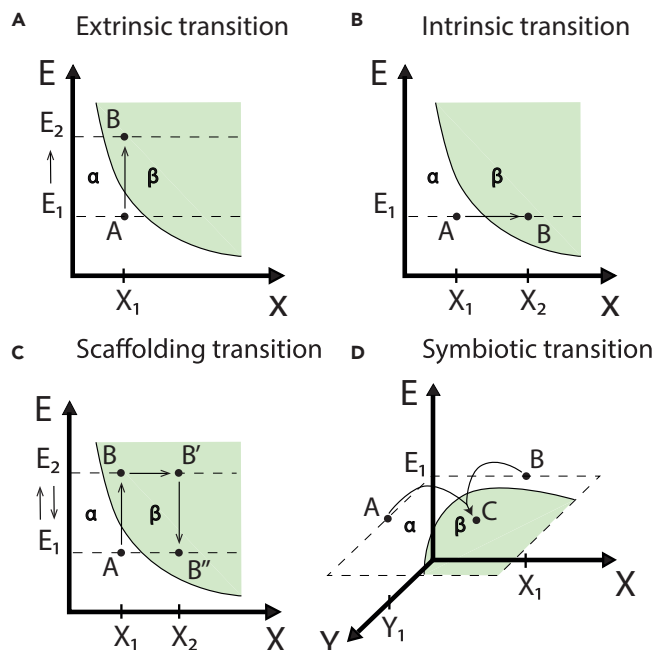 A Extrinsic transition
E
E₂
B
α β
E₁
A
X₁
X
B Intrinsic transition
E
α β
E₁
A
B
X₁ X₂
X
C Scaffolding transition
E
E₂
B B′
α β
E₁
A B″
X₁ X₂
X
D Symbiotic transition
E
E₁
B
A
α β C
X₁
X
Y₁
Y